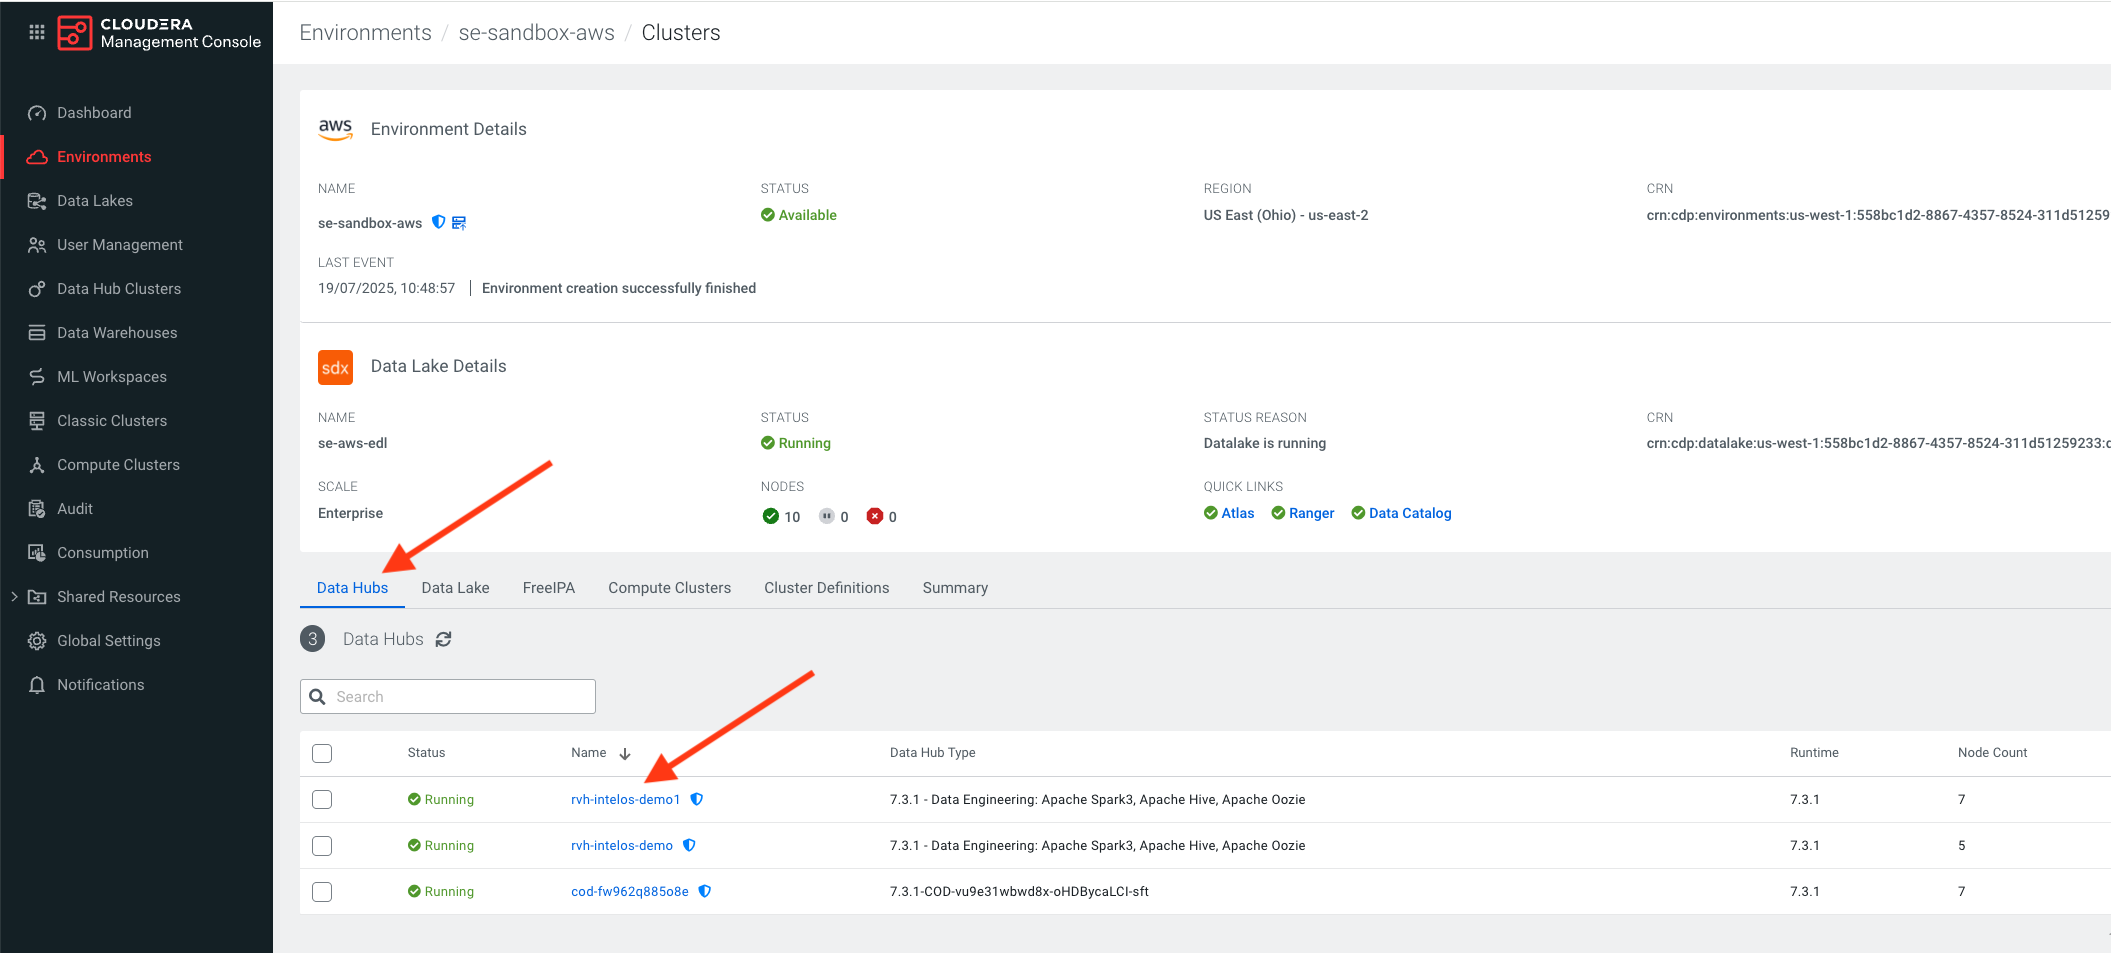 CLOUDERA
Management Console
Dashboard
Environments
Data Lakes
User Management
Data Hub Clusters
Data Warehouses
ML Workspaces
Classic Clusters
Compute Clusters
Audit
Consumption
Shared Resources
Global Settings
Notifications
Environments / se-sandbox-aws / Clusters
aws Environment Details
NAME STATUS REGION CRN
se-sandbox-aws Available US East (Ohio) - us-east-2 crn:cdp:environments:us-west-1:558bc1d2-8867-4357-8524-311d51259
LAST EVENT
19/07/2025, 10:48:57 | Environment creation successfully finished
sdx Data Lake Details
NAME STATUS STATUS REASON CRN
se-aws-edl Running Datalake is running crn:cdp:datalake:us-west-1:558bc1d2-8867-4357-8524-311d51259233:d
SCALE NODES QUICK LINKS
Enterprise 10 0 0 Atlas Ranger Data Catalog
Data Hubs Data Lake FreeIPA Compute Clusters Cluster Definitions Summary
3 Data Hubs
Search
Status Name Data Hub Type Runtime Node Count
Running rvh-intelos-demo1 7.3.1 - Data Engineering: Apache Spark3, Apache Hive, Apache Oozie 7.3.1 7
Running rvh-intelos-demo 7.3.1 - Data Engineering: Apache Spark3, Apache Hive, Apache Oozie 7.3.1 5
Running cod-fw962q885o8e 7.3.1-COD-vu9e31wbwd8x-oHDBycaLCI-sft 7.3.1 7